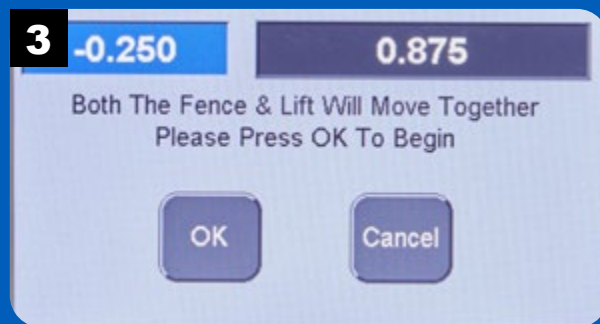 3
-0.250 0.875
Both The Fence & Lift Will Move Together
Please Press OK To Begin
OK Cancel